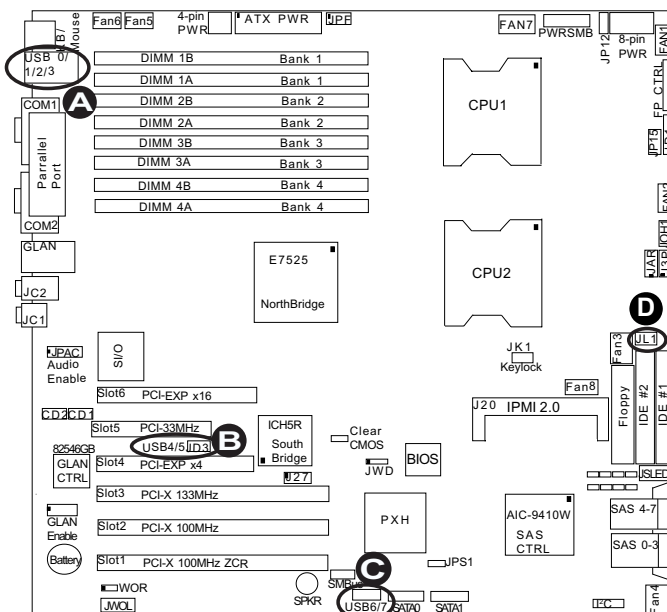 Fan6 Fan5
4-pin
PWR
ATX PWR
JPF
FAN7
PWRSMB
JP12
8-pin
PWR
FAN1
KB/
Mouse
USB 0/
1/2/3
A
COM1
Parrallel
Port
COM2
GLAN
JC2
JC1
DIMM 1B Bank 1
DIMM 1A Bank 1
DIMM 2B Bank 2
DIMM 2A Bank 2
DIMM 3B Bank 3
DIMM 3A Bank 3
DIMM 4B Bank 4
DIMM 4A Bank 4
CPU1
FP CTRL
JP15
FAN2
JOH1
JAR
E7525
NorthBridge
CPU2
D
JL1
Fan3
JPAC
Audio
Enable
SI/O
JK1
Keylock
Slot6 PCI-EXP x16
Fan8
J20 IPMI 2.0
Floppy
IDE #2
IDE #1
CD2 CD1
Slot5 PCI-33MHz
USB4/5 JD3
B
ICH5R
South
Bridge
Clear
CMOS
JWD
BIOS
82546GB
GLAN
CTRL
Slot4 PCI-EXP x4
J27
JSLED
Slot3 PCI-X 133MHz
PXH
AIC-9410W
SAS
CTRL
SAS 4-7
GLAN
Enable
Slot2 PCI-X 100MHz
SAS 0-3
Battery
Slot1 PCI-X 100MHz ZCR
C
JPS1
WOR
JWOL
SPKR
SMBus
USB6/7
SATA0
SATA1
I²C
Fan4